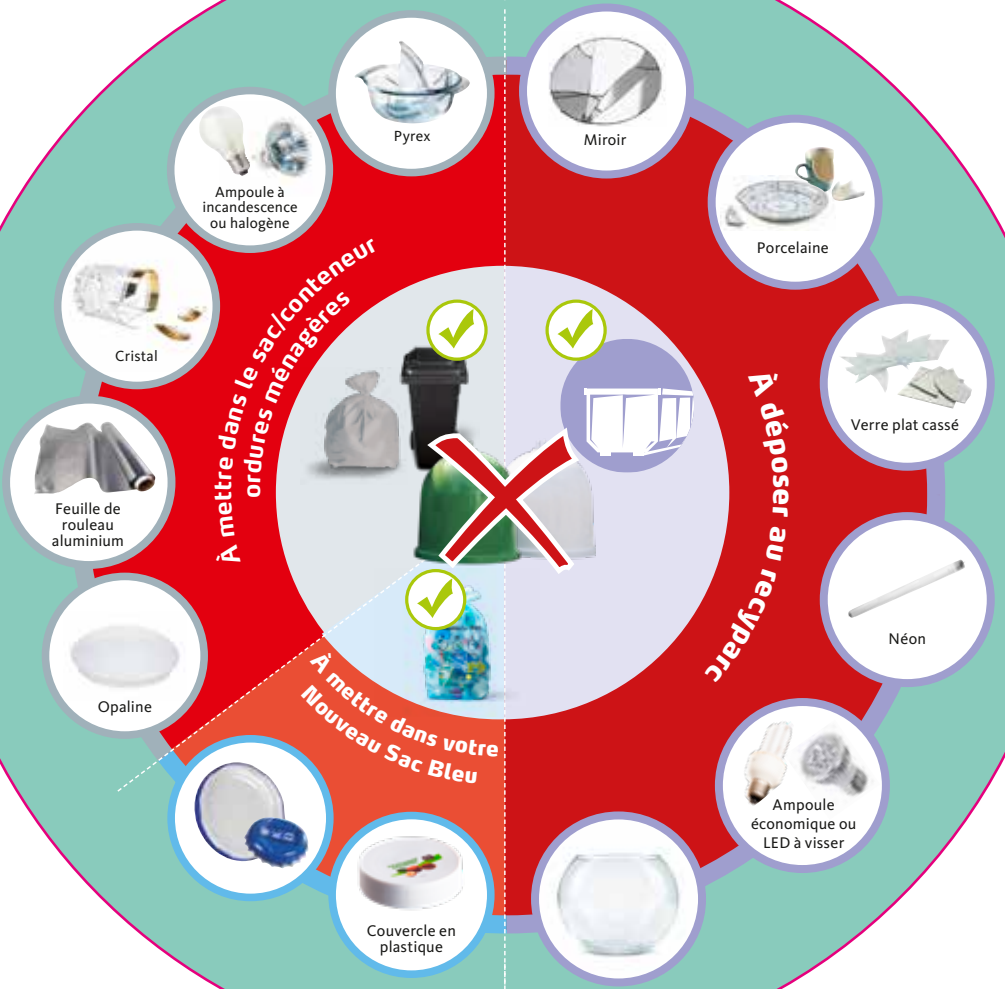 Pyrex
Miroir
Ampoule à
incandescence
ou halogène
Porcelaine
Cristal
Verre plat cassé
Feuille de
rouleau
aluminium
Néon
Opaline
Ampoule
économique ou
LED à visser
Couvercle en
plastique
À mettre dans le sac/conteneur
ordures ménagères
À déposer au recyparc
À mettre dans votre
Nouveau Sac Bleu